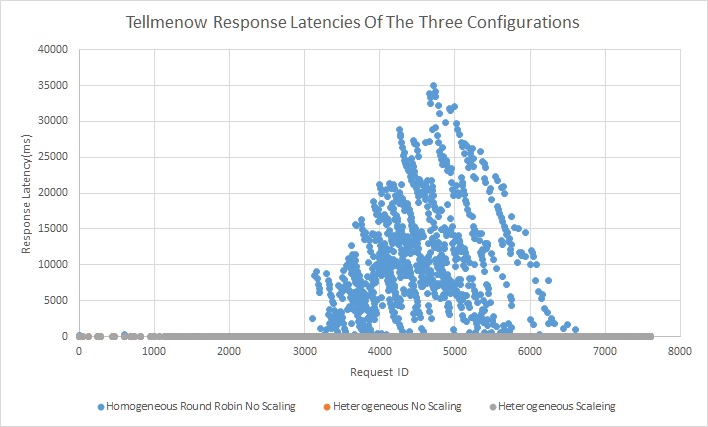 Tellmenow Response Latencies Of The Three Configurations
40000
35000
30000
25000
20000
15000
10000
5000
0
Response Latency(ms)
0 1000 2000 3000 4000 5000 6000 7000 8000
Request ID
Homogeneous Round Robin No Scaling Heterogeneous No Scaling Heterogeneous Scaleing